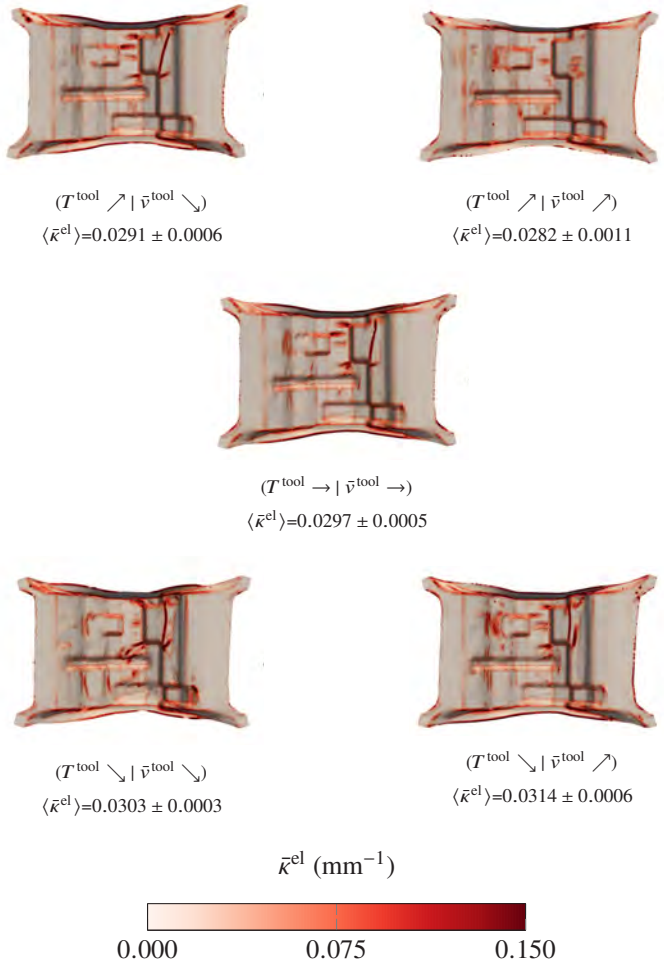 (T^tool ↗ | v̄^tool ↘)
(T^tool ↗ | v̄^tool ↗)
⟨κ̄^el⟩=0.0291 ± 0.0006
⟨κ̄^el⟩=0.0282 ± 0.0011
(T^tool → | v̄^tool →)
⟨κ̄^el⟩=0.0297 ± 0.0005
(T^tool ↘ | v̄^tool ↘)
(T^tool ↘ | v̄^tool ↗)
⟨κ̄^el⟩=0.0303 ± 0.0003
⟨κ̄^el⟩=0.0314 ± 0.0006
κ̄^el (mm⁻¹)
0.000 0.075 0.150